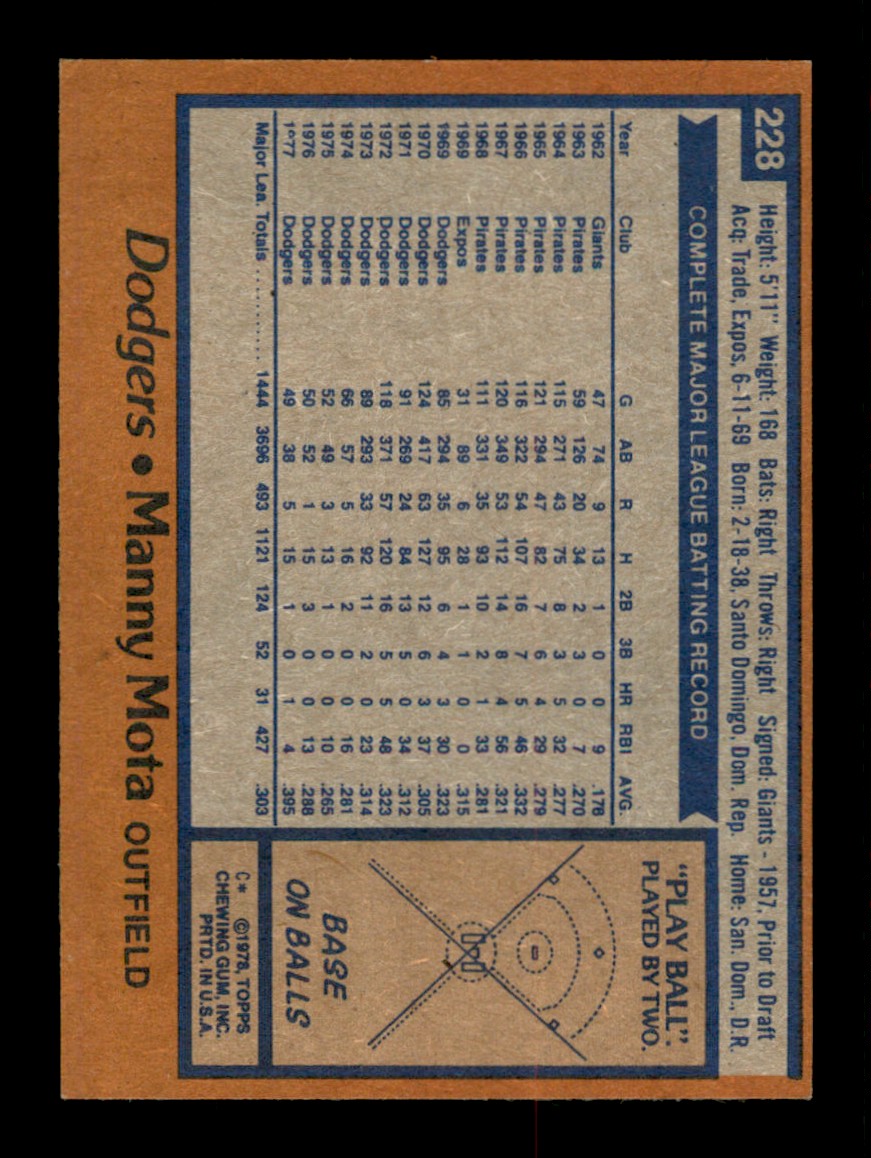 228
Height: 5'11" Weight: 168 Bats: Right Throws: Right Signed: Giants - 1957, Prior to Draft
Acq: Trade, Expos, 6-11-69 Born: 2-18-38, Santo Domingo, Dom. Rep. Home: San. Dom., D.R.
COMPLETE MAJOR LEAGUE BATTING RECORD
Year Club G AB R H 2B 3B HR RBI AVG.
1962 Giants 47 74 9 13 1 0 0 9 .178
1963 Pirates 59 126 20 34 2 3 0 7 .270
1964 Pirates 115 271 43 75 8 3 5 32 .277
1965 Pirates 121 294 47 82 7 6 4 29 .279
1966 Pirates 116 322 54 107 16 7 5 46 .332
1967 Pirates 120 349 53 112 14 8 4 56 .321
1968 Pirates 111 331 35 93 10 2 1 33 .281
1969 Expos 31 89 6 28 1 1 0 0 .315
1969 Dodgers 85 294 35 95 6 4 3 30 .323
1970 Dodgers 124 417 63 127 12 6 3 37 .305
1971 Dodgers 91 269 24 84 13 5 0 34 .312
1972 Dodgers 118 371 57 120 16 5 5 48 .323
1973 Dodgers 89 293 33 92 11 2 0 23 .314
1974 Dodgers 66 57 5 16 2 0 0 16 .281
1975 Dodgers 52 49 3 13 1 0 0 10 .265
1976 Dodgers 50 52 1 15 3 0 0 13 .288
1977 Dodgers 49 38 5 15 1 0 1 4 .395
Major Lea. Totals ........... 1444 3696 493 1121 124 52 31 427 .303
"PLAY BALL":
PLAYED BY TWO.
BASE
ON BALLS
C* ©1978, TOPPS
CHEWING GUM, INC.
PRTD. IN U.S.A.
Dodgers • Manny Mota OUTFIELD